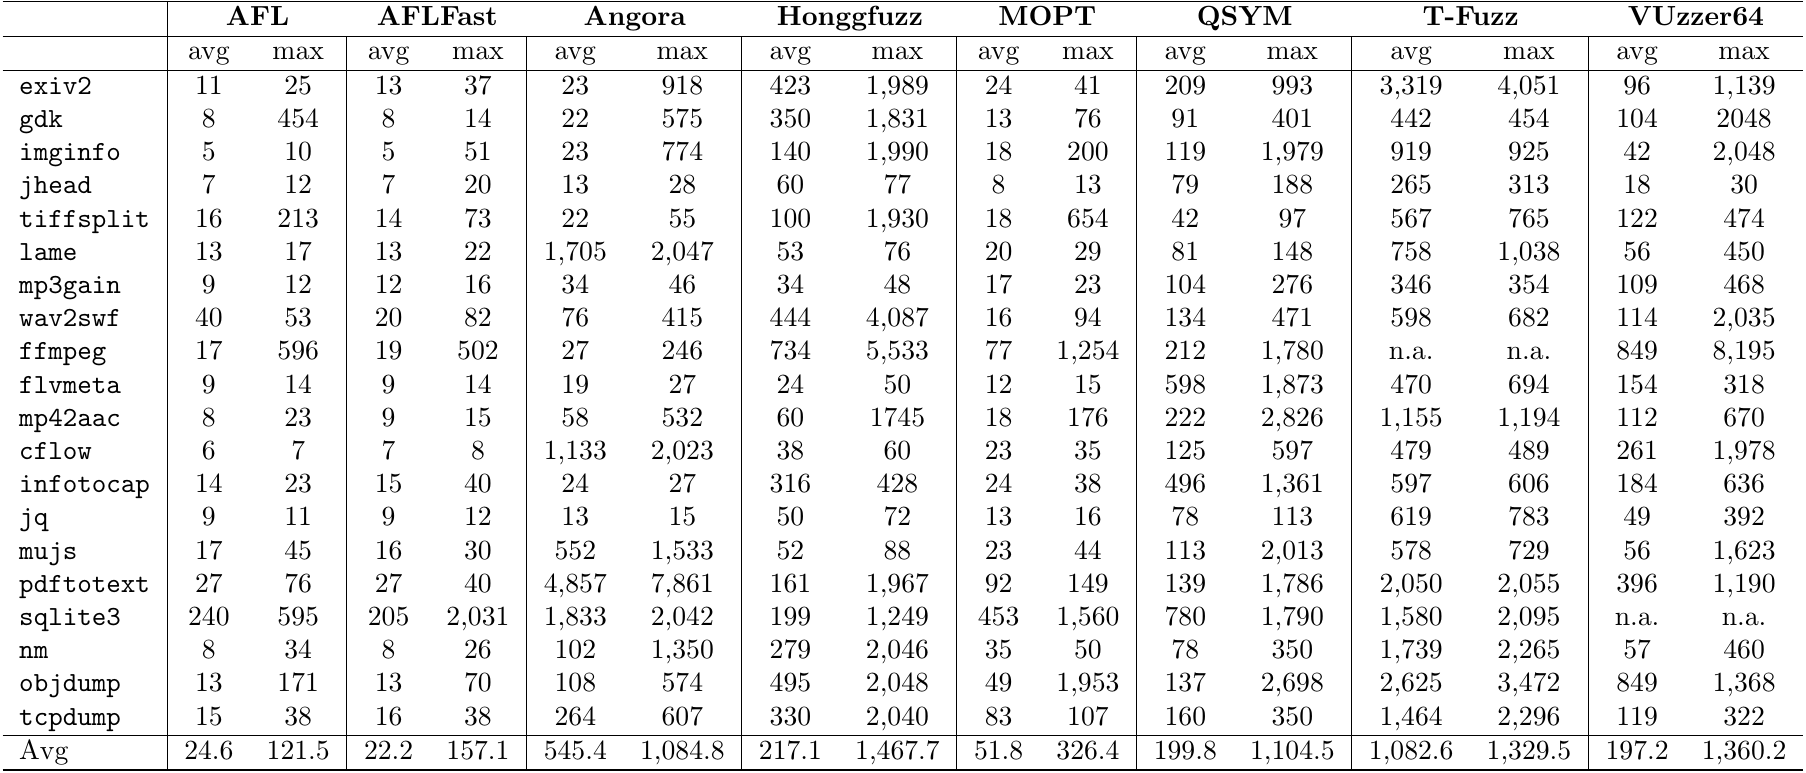 AFL AFLFast Angora Honggfuzz MOPT QSYM T-Fuzz VUzzer64
avg max avg max avg max avg max avg max avg max avg max avg max
exiv2 11 25 13 37 23 918 423 1,989 24 41 209 993 3,319 4,051 96 1,139
gdk 8 454 8 14 22 575 350 1,831 13 76 91 401 442 454 104 2048
imginfo 5 10 5 51 23 774 140 1,990 18 200 119 1,979 919 925 42 2,048
jhead 7 12 7 20 13 28 60 77 8 13 79 188 265 313 18 30
tiffsplit 16 213 14 73 22 55 100 1,930 18 654 42 97 567 765 122 474
lame 13 17 13 22 1,705 2,047 53 76 20 29 81 148 758 1,038 56 450
mp3gain 9 12 12 16 34 46 34 48 17 23 104 276 346 354 109 468
wav2swf 40 53 20 82 76 415 444 4,087 16 94 134 471 598 682 114 2,035
ffmpeg 17 596 19 502 27 246 734 5,533 77 1,254 212 1,780 n.a. n.a. 849 8,195
flvmeta 9 14 9 14 19 27 24 50 12 15 598 1,873 470 694 154 318
mp42aac 8 23 9 15 58 532 60 1745 18 176 222 2,826 1,155 1,194 112 670
cflow 6 7 7 8 1,133 2,023 38 60 23 35 125 597 479 489 261 1,978
infotocap 14 23 15 40 24 27 316 428 24 38 496 1,361 597 606 184 636
jq 9 11 9 12 13 15 50 72 13 16 78 113 619 783 49 392
mujs 17 45 16 30 552 1,533 52 88 23 44 113 2,013 578 729 56 1,623
pdftotext 27 76 27 40 4,857 7,861 161 1,967 92 149 139 1,786 2,050 2,055 396 1,190
sqlite3 240 595 205 2,031 1,833 2,042 199 1,249 453 1,560 780 1,790 1,580 2,095 n.a. n.a.
nm 8 34 8 26 102 1,350 279 2,046 35 50 78 350 1,739 2,265 57 460
objdump 13 171 13 70 108 574 495 2,048 49 1,953 137 2,698 2,625 3,472 849 1,368
tcpdump 15 38 16 38 264 607 330 2,040 83 107 160 350 1,464 2,296 119 322
Avg 24.6 121.5 22.2 157.1 545.4 1,084.8 217.1 1,467.7 51.8 326.4 199.8 1,104.5 1,082.6 1,329.5 197.2 1,360.2